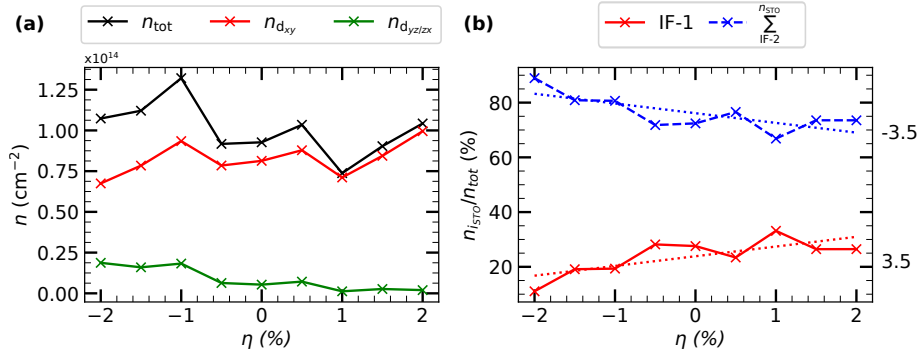 (a)
n_tot n_dxy n_dyz/zx
×10^14
1.25
1.00
0.75
0.50
0.25
0.00
n (cm^−2)
−2 −1 0 1 2
η (%)
(b)
IF-1 n_STO ∑ IF-2
80
60
40
20
n_iSTO/n_tot (%)
-3.5
3.5
−2 −1 0 1 2
η (%)